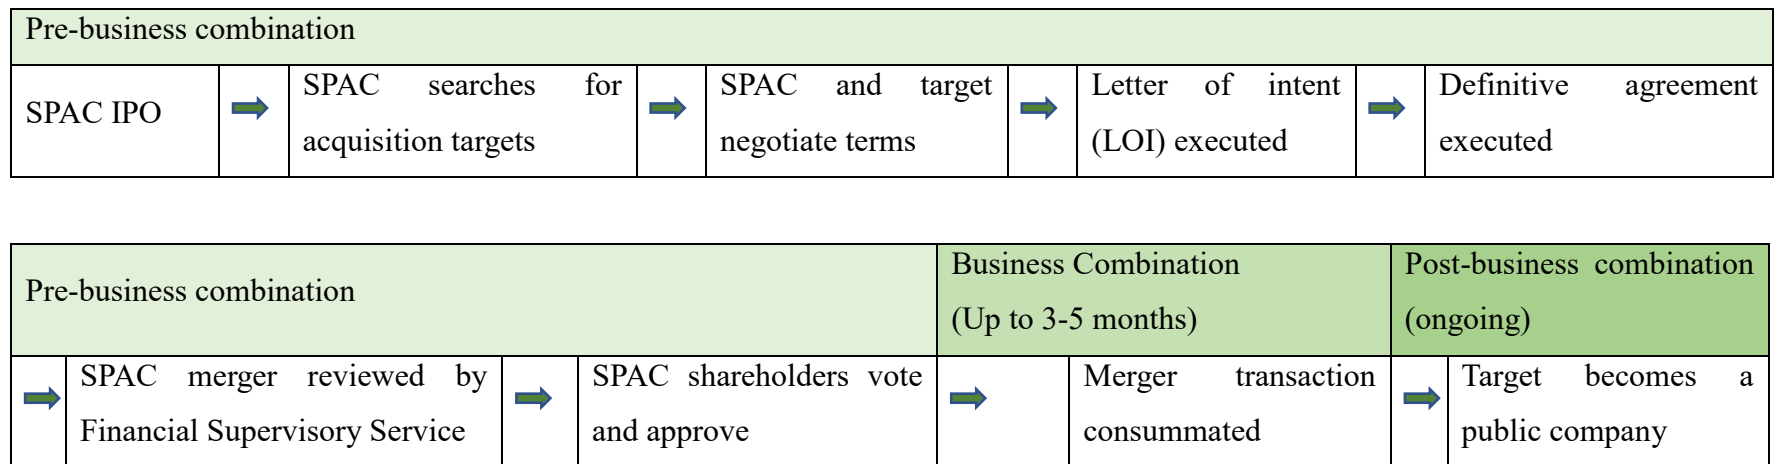 Pre-business combination
SPAC IPO
SPAC searches for
acquisition targets
SPAC and target
negotiate terms
Letter of intent
(LOI) executed
Definitive agreement
executed
Pre-business combination
Business Combination
(Up to 3-5 months)
Post-business combination
(ongoing)
SPAC merger reviewed by
Financial Supervisory Service
SPAC shareholders vote
and approve
Merger transaction
consummated
Target becomes a
public company